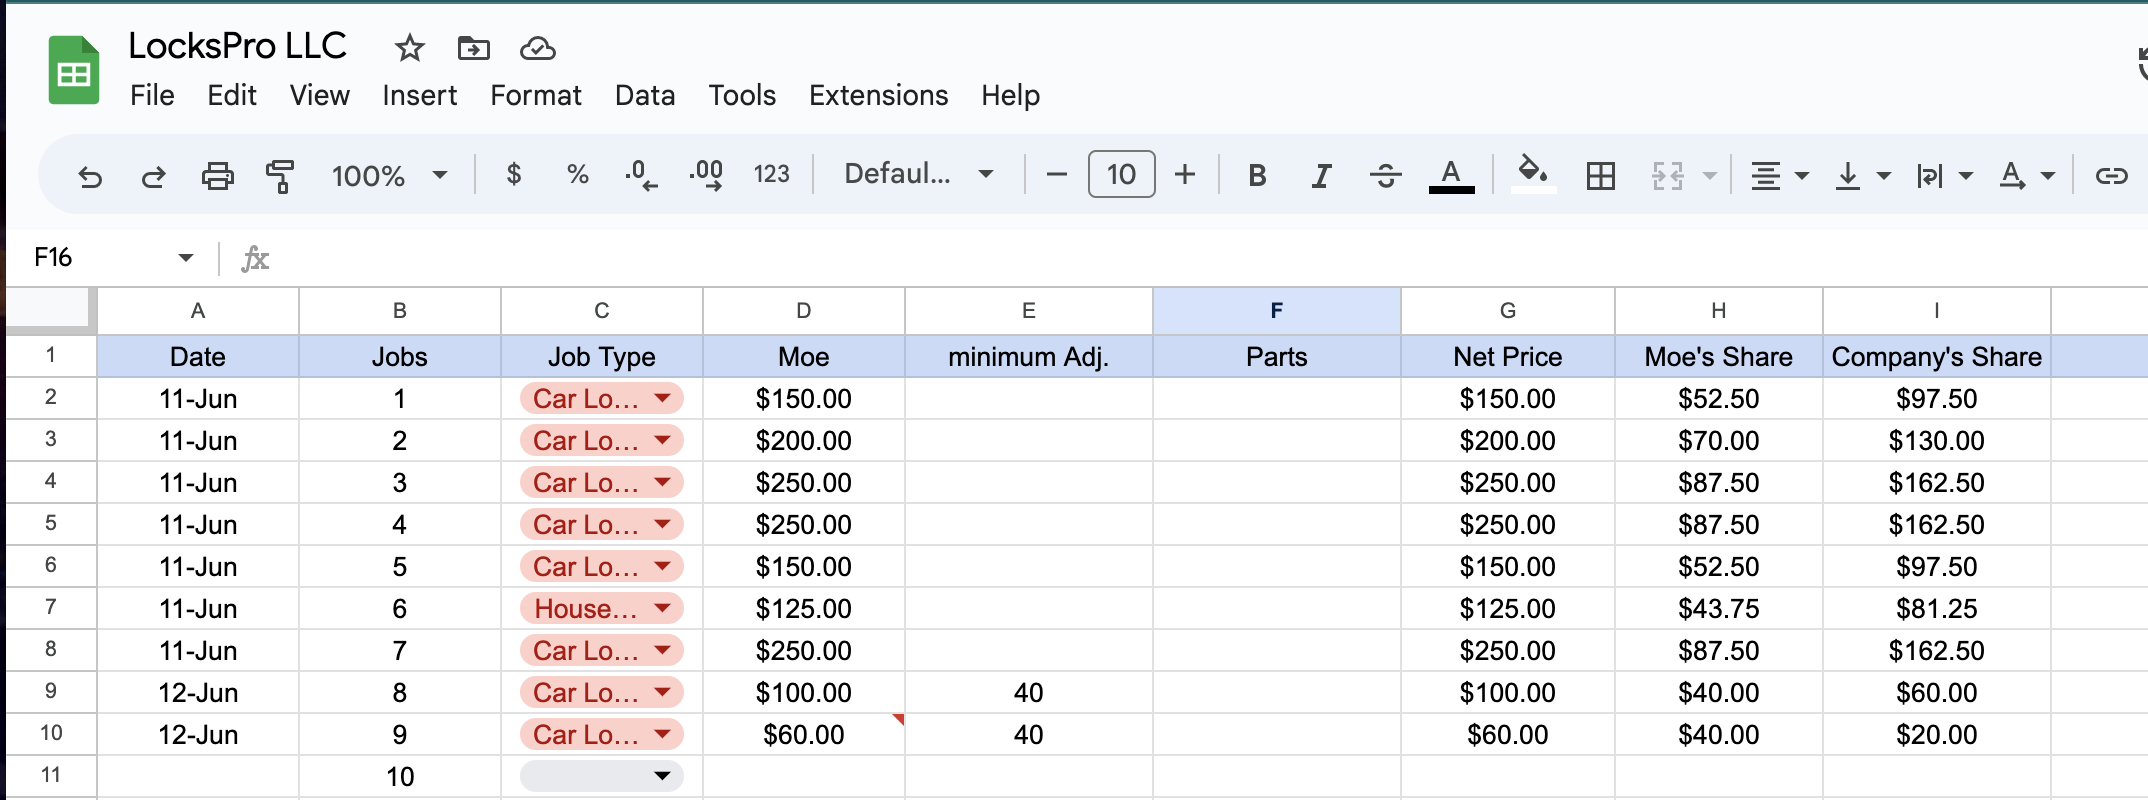 LocksPro LLC
File Edit View Insert Format Data Tools Extensions Help
100% $ % .0 .00 123 Defaul... − 10 + B I A A
F16 fx
A B C D E F G H I
1 Date Jobs Job Type Moe minimum Adj. Parts Net Price Moe's Share Company's Share
2 11-Jun 1 Car Lo... $150.00 $150.00 $52.50 $97.50
3 11-Jun 2 Car Lo... $200.00 $200.00 $70.00 $130.00
4 11-Jun 3 Car Lo... $250.00 $250.00 $87.50 $162.50
5 11-Jun 4 Car Lo... $250.00 $250.00 $87.50 $162.50
6 11-Jun 5 Car Lo... $150.00 $150.00 $52.50 $97.50
7 11-Jun 6 House... $125.00 $125.00 $43.75 $81.25
8 11-Jun 7 Car Lo... $250.00 $250.00 $87.50 $162.50
9 12-Jun 8 Car Lo... $100.00 40 $100.00 $40.00 $60.00
10 12-Jun 9 Car Lo... $60.00 40 $60.00 $40.00 $20.00
11 10